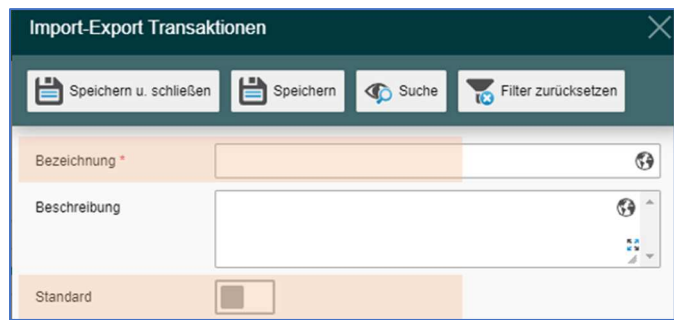 Import-Export Transaktionen
Speichern u. schließen Speichern Suche Filter zurücksetzen
Bezeichnung *
Beschreibung
Standard